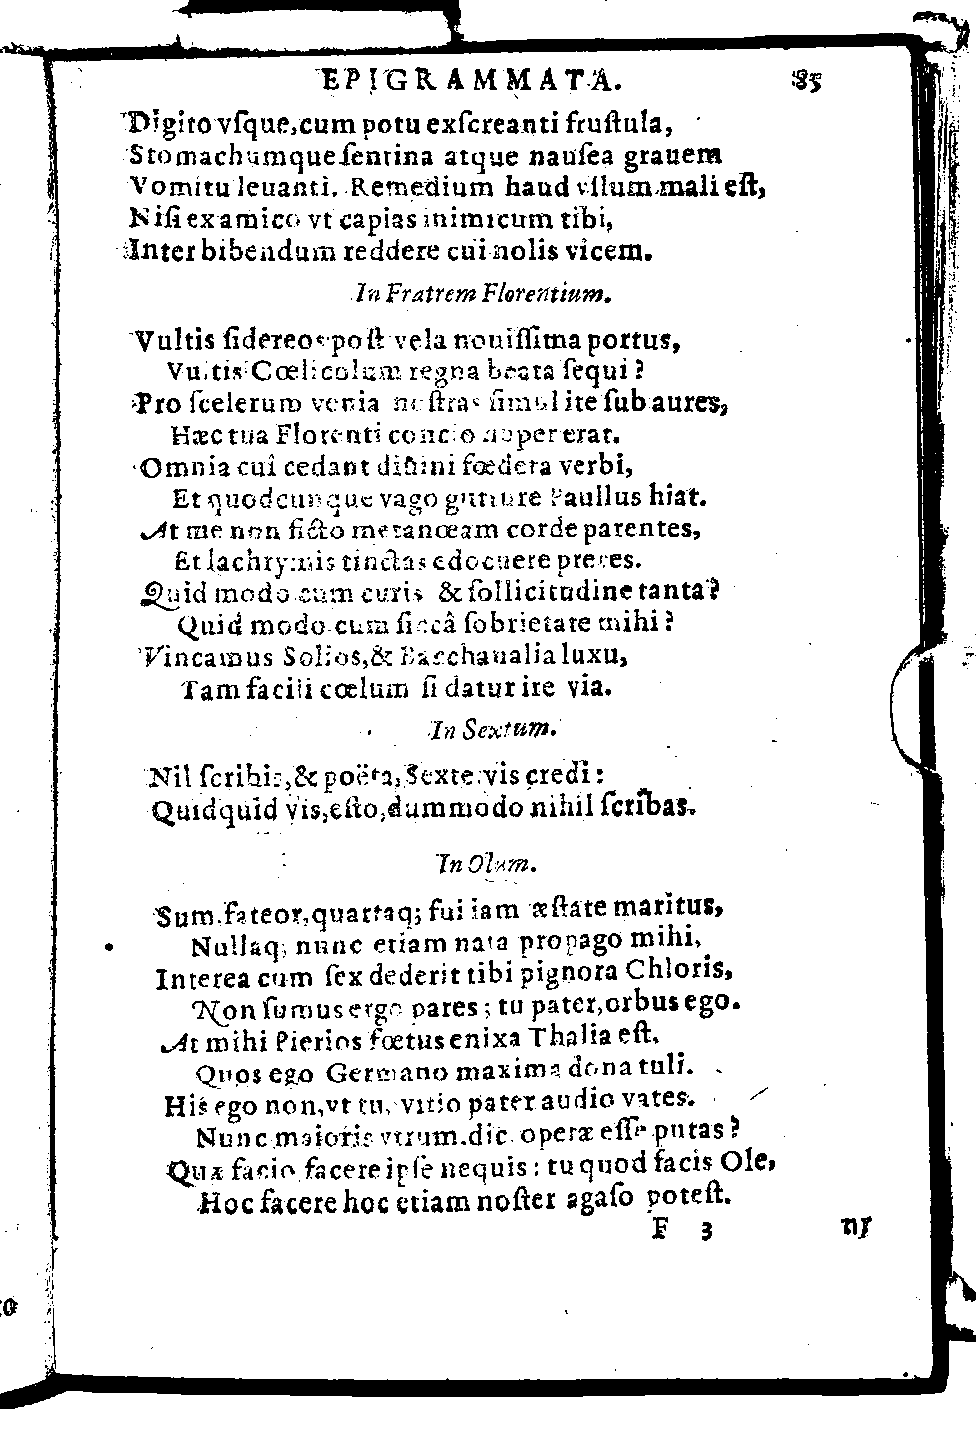 EPIGRAMMATA. 85
Digito vſque, cum potu exſcreanti fruſtula,
Stomachumque ſentina atque nauſea grauem
Vomitu leuanti. Remedium haud vllum mali eſt,
Niſi ex amico vt capias inimicum tibi,
Inter bibendum reddere cui nolis vicem.
In Fratrem Florentium.
Vultis ſidereos poſt vela nouiſſima portus,
Vultis Cœlicolum regna beata ſequi?
Pro ſcelerum venia noſtras ſimul ite ſub aures,
Hæc tua Florenti concio nuper erat.
Omnia cui cedant diuini fœdera verbi,
Et quodcunque vago gutture Paullus hiat.
At me non ficto metanœam corde parentes,
Et lachrymis tinctas edocuere preces.
Quid modo cum curis & ſollicitudine tanta?
Quid modo cum ſiccâ ſobrietate mihi?
Vincamus Solios, & Bacchanalia luxu,
Tam facili cœlum ſi datur ire via.
In Sextum.
Nil ſcribis, & poëta, Sexte vis credi:
Quidquid vis, eſto, dummodo nihil ſcribas.
In Olum.
Sum fateor, quartaq; fui iam æſtate maritus,
Nullaq; nunc etiam nata propago mihi,
Interea cum ſex dederit tibi pignora Chloris,
Non ſumus ergo pares; tu pater, orbus ego.
At mihi Pierios fœtus enixa Thalia eſt,
Quos ego Germano maxima dona tuli.
His ego non, vt tu, vitio pater audio vates.
Nunc maioris vtrum dic operæ eſſe putas?
Quæ facio facere ipſe nequis: tu quod facis Ole,
Hoc facere hoc etiam noſter agaſo poteſt.
F 3